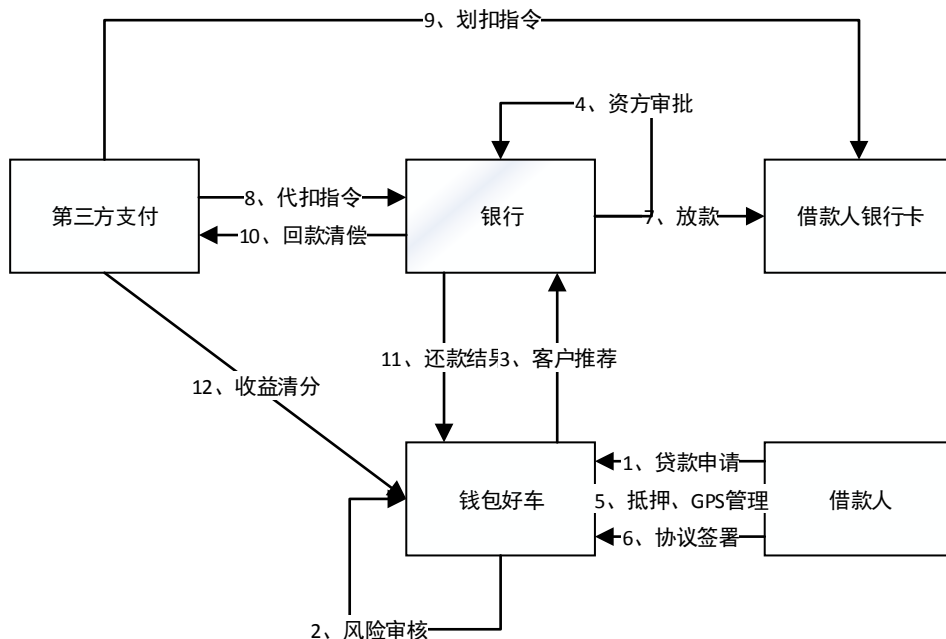 9、划扣指令
4、资方审批
第三方支付
8、代扣指令
10、回款清偿
银行
7、放款
借款人银行卡
11、还款结果
3、客户推荐
12、收益清分
钱包好车
1、贷款申请
5、抵押、GPS管理
6、协议签署
借款人
2、风险审核